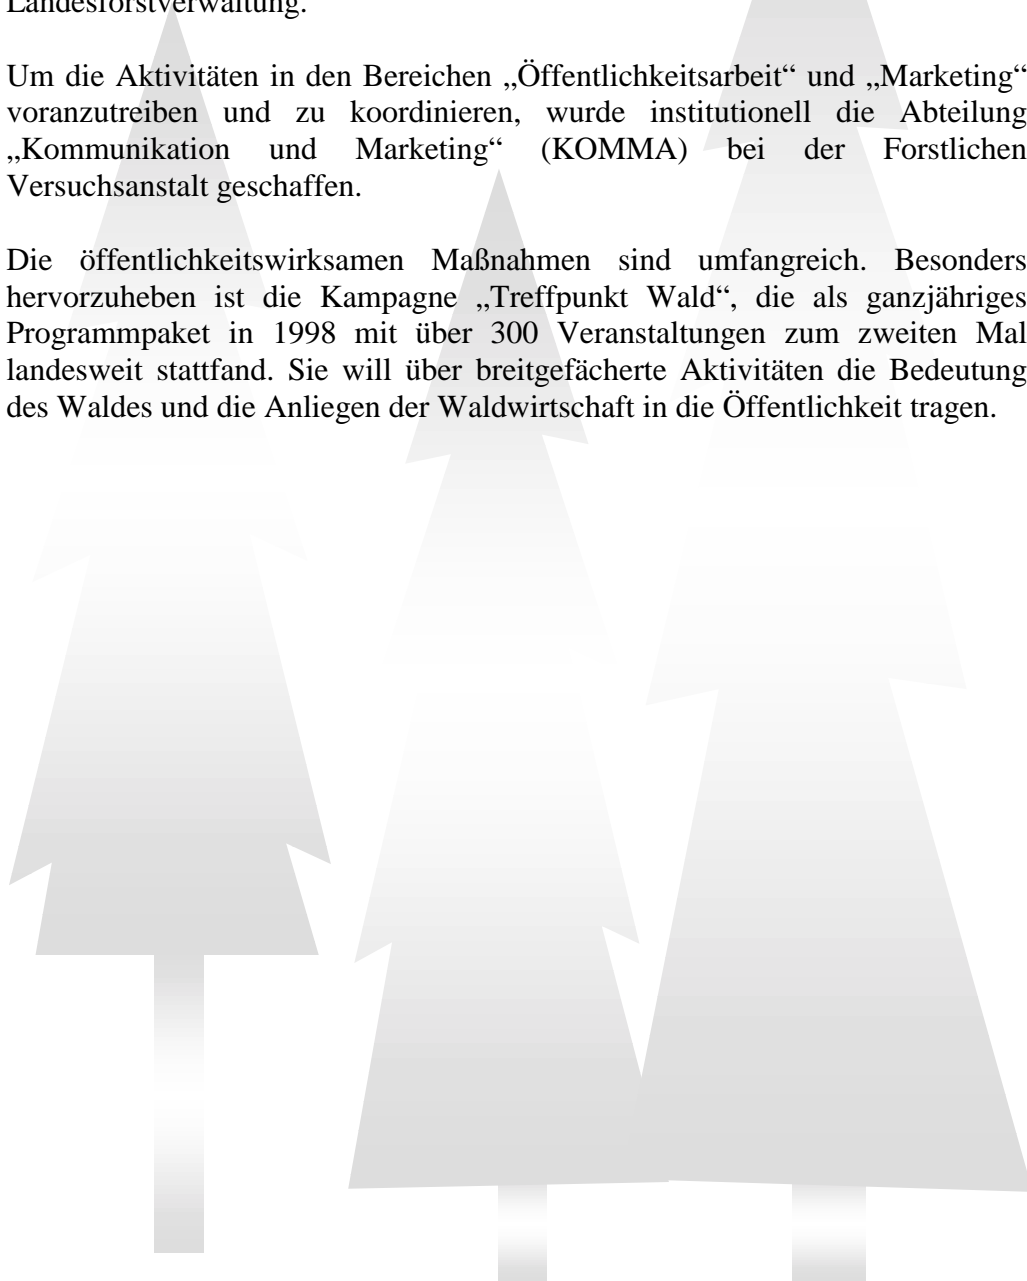 Landesforstverwaltung.
Um die Aktivitäten in den Bereichen „Öffentlichkeitsarbeit“ und „Marketing“
voranzutreiben und zu koordinieren, wurde institutionell die Abteilung
„Kommunikation und Marketing“ (KOMMA) bei der Forstlichen
Versuchsanstalt geschaffen.
Die öffentlichkeitswirksamen Maßnahmen sind umfangreich. Besonders
hervorzuheben ist die Kampagne „Treffpunkt Wald“, die als ganzjähriges
Programmpaket in 1998 mit über 300 Veranstaltungen zum zweiten Mal
landesweit stattfand. Sie will über breitgefächerte Aktivitäten die Bedeutung
des Waldes und die Anliegen der Waldwirtschaft in die Öffentlichkeit tragen.